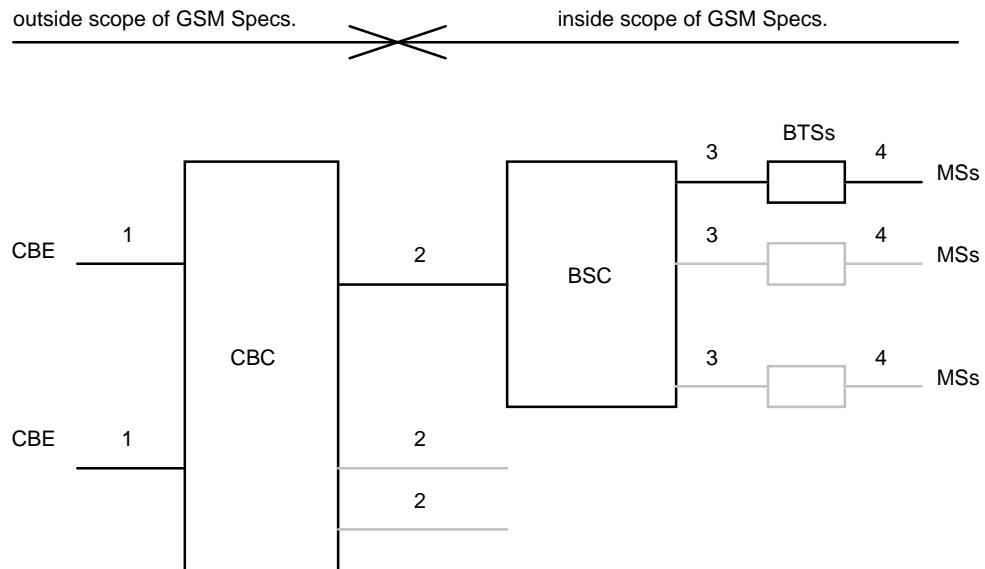 outside scope of GSM Specs.
inside scope of GSM Specs.
BTSs
3
4
MSs
1
CBE
2
3
4
MSs
BSC
CBC
3
4
MSs
CBE
1
2
2